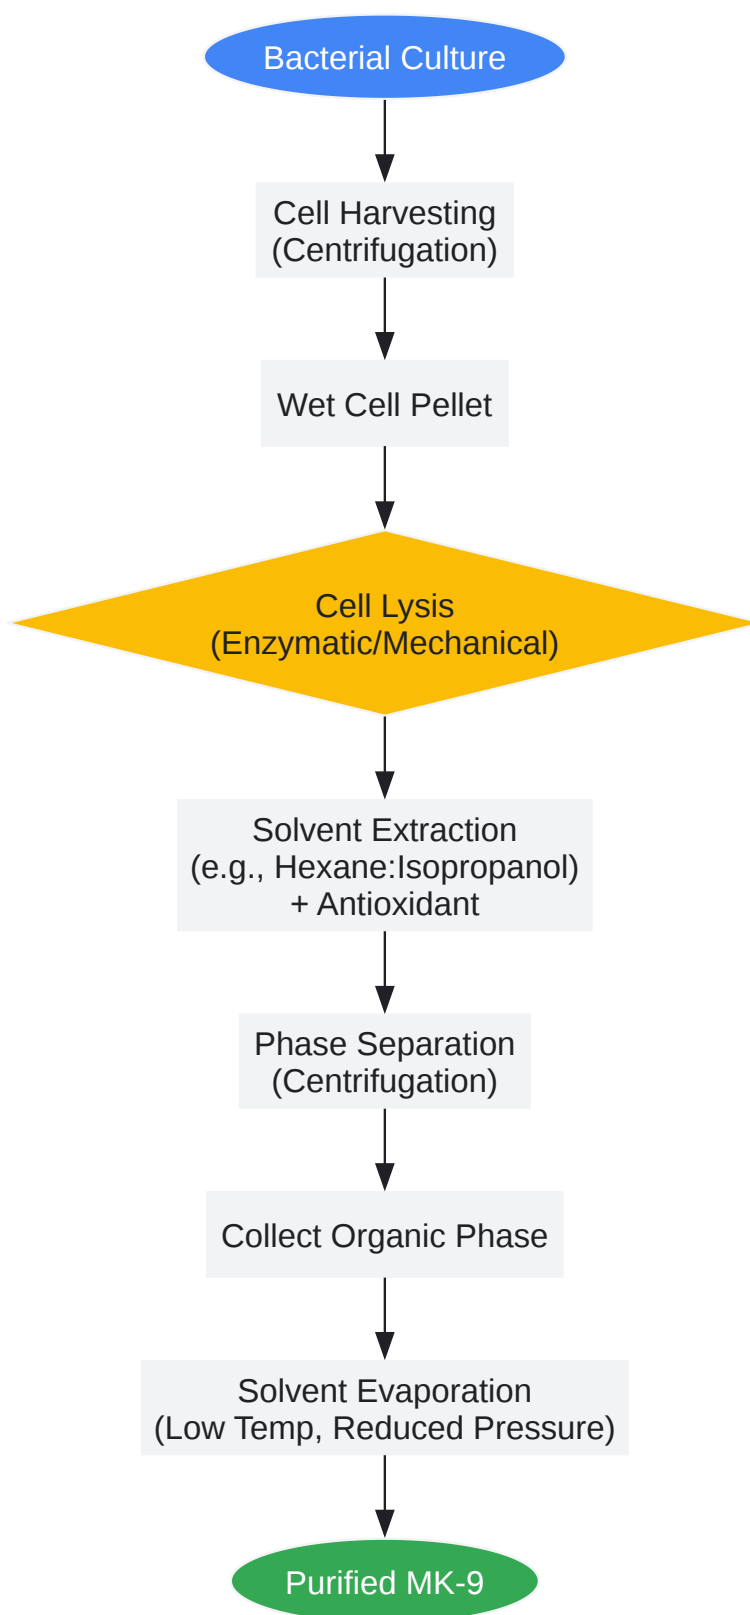 Bacterial Culture
Cell Harvesting
(Centrifugation)
Wet Cell Pellet
Cell Lysis
(Enzymatic/Mechanical)
Solvent Extraction
(e.g., Hexane:Isopropanol)
+ Antioxidant
Phase Separation
(Centrifugation)
Collect Organic Phase
Solvent Evaporation
(Low Temp, Reduced Pressure)
Purified MK-9